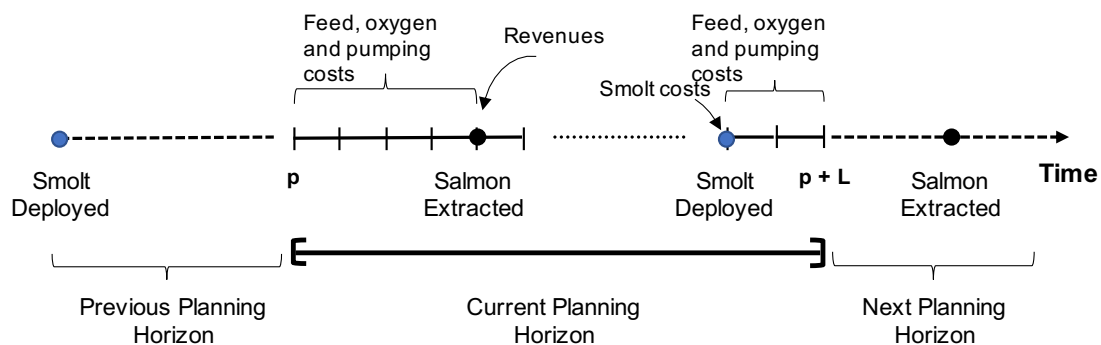 Feed, oxygen
and pumping
costs
Revenues
Feed, oxygen
and pumping
costs
Smolt costs
Smolt
Deployed
p
Salmon
Extracted
Smolt
Deployed
p + L
Salmon
Extracted
Time
Previous Planning
Horizon
Current Planning
Horizon
Next Planning
Horizon